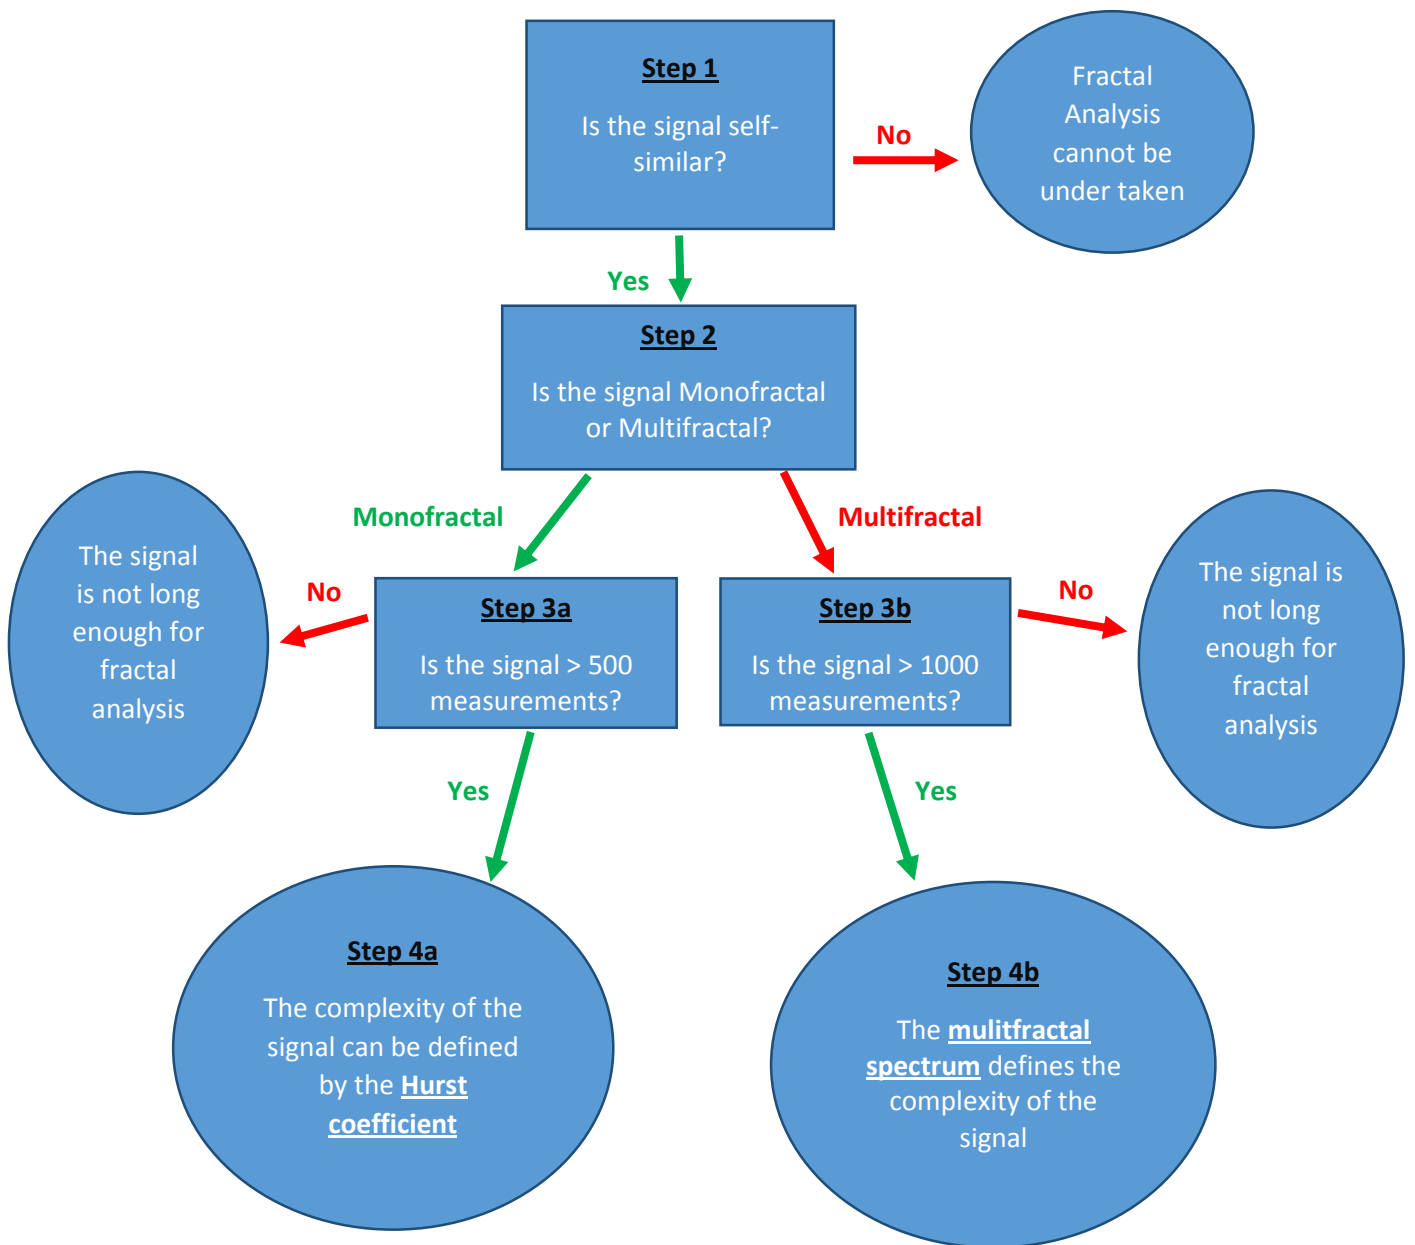 Step 1
Is the signal self-
similar?
No
Fractal
Analysis
cannot be
under taken
Yes
Step 2
Is the signal Monofractal
or Multifractal?
Monofractal
Multifractal
The signal
is not long
enough for
fractal
analysis
No
Step 3a
Is the signal > 500
measurements?
Step 3b
Is the signal > 1000
measurements?
No
The signal is
not long
enough for
fractal
analysis
Yes
Yes
Step 4a
The complexity of the
signal can be defined
by the Hurst
coefficient
Step 4b
The mulitfractal
spectrum defines the
complexity of the
signal